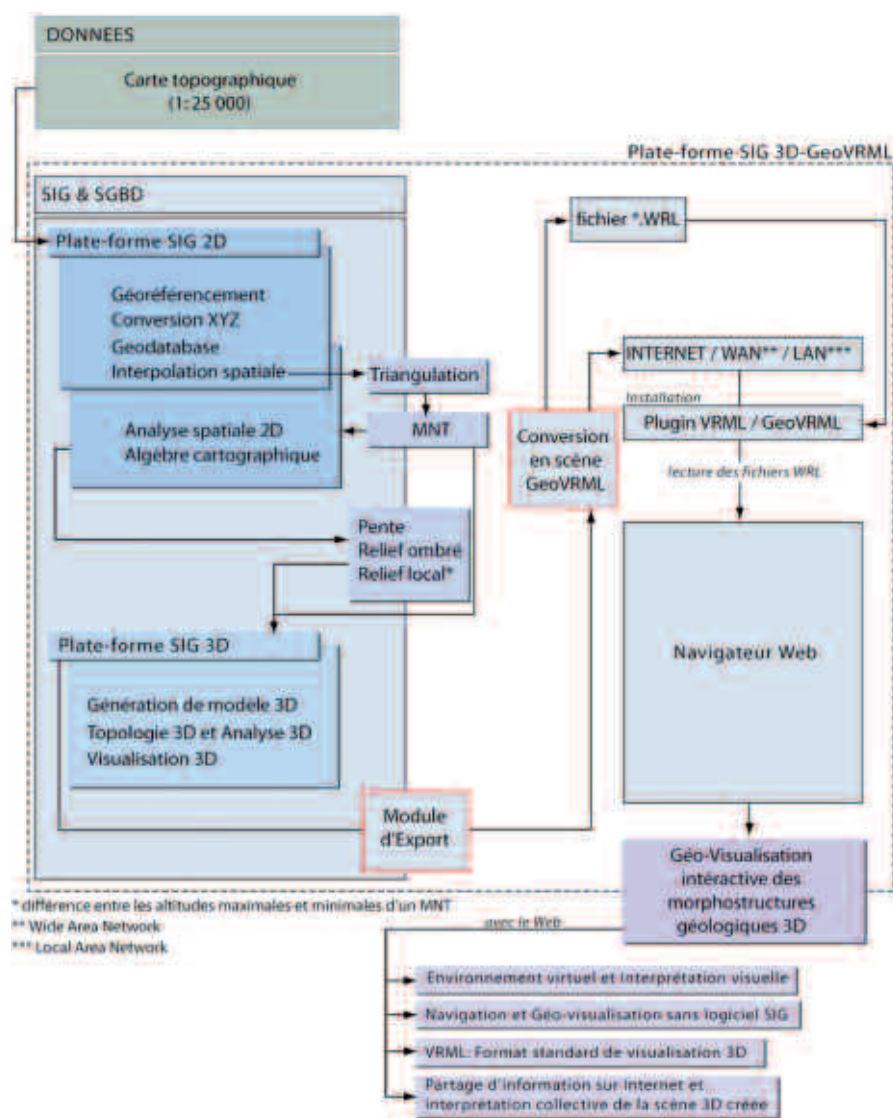 DONNEES
Carte topographique
(1: 25 000)
Plate-forme SIG 3D-GeoVRML
SIG & SGBD
Plate-forme SIG 2D
Géoréférencement
Conversion XYZ
Geodatabase
Interpolation spatiale
Triangulation
MNT
Analyse spatiale 2D
Algèbre cartographique
Pente
Relief ombré
Relief local*
Plate-forme SIG 3D
Génération de modèle 3D
Topologie 3D et Analyse 3D
Visualisation 3D
Module
d'Export
Conversion
en scène
GeoVRML
fichier *.WRL
INTERNET / WAN** / LAN***
Installation
Plugin VRML / GeoVRML
lecture des fichiers WRL
Navigateur Web
Géo-Visualisation
intéractive des
morphostructures
géologiques 3D
* différence entre les altitudes maximales et minimales d'un MNT
** Wide Area Network
*** Local Area Network
avec le Web
Environnement virtuel et Interprétation visuelle
Navigation et Géo-visualisation sans logiciel SIG
VRML: Format standard de visualisation 3D
Partage d'information sur Internet et
interprétation collective de la scène 3D créée